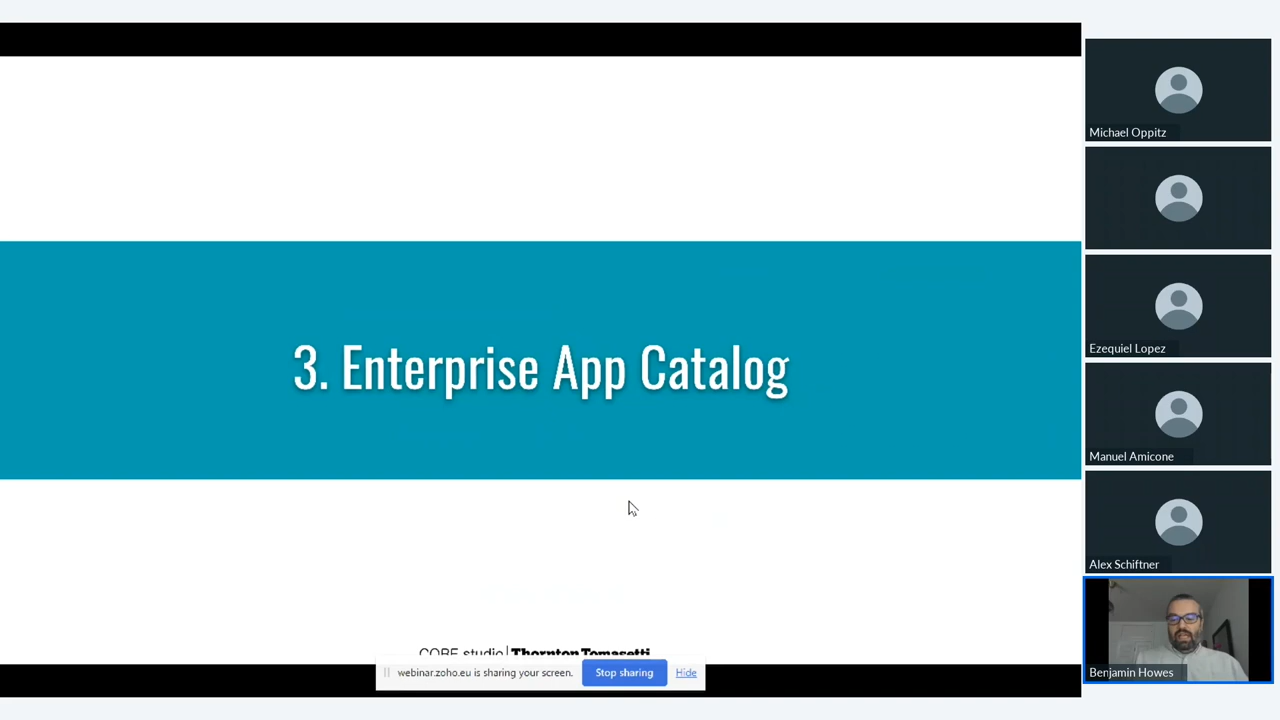 3. Enterprise App Catalog
CORE studio|Thornton Tomasetti
webinar.zoho.eu is sharing your screen.
Stop sharing
Hide
Michael Oppitz
Ezequiel Lopez
Manuel Amicone
Alex Schiftner
Benjamin Howes